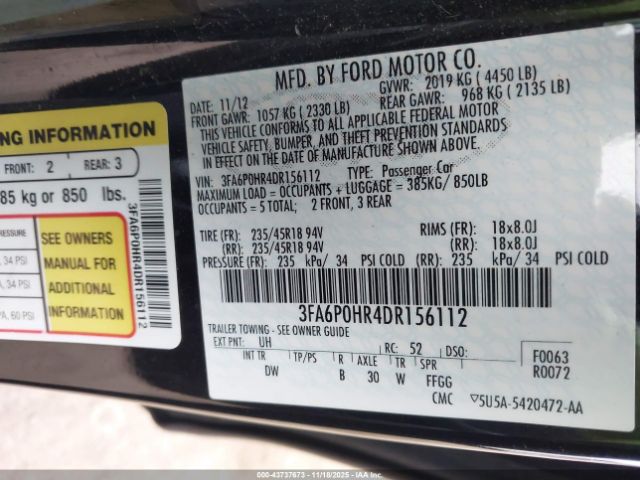 MFD. BY FORD MOTOR CO.
DATE: 11/12
GVWR: 2019 KG ( 4450 LB)
FRONT GAWR: 1057 KG ( 2330 LB)
REAR GAWR: 968 KG ( 2135 LB)
THIS VEHICLE CONFORMS TO ALL APPLICABLE FEDERAL MOTOR
VEHICLE SAFETY, BUMPER, AND THEFT PREVENTION STANDARDS
IN EFFECT ON THE DATE OF MANUFACTURE SHOWN ABOVE.
VIN: 3FA6P0HR4DR156112 TYPE: Passenger Car
MAXIMUM LOAD = OCCUPANTS + LUGGAGE = 385KG/ 850LB
OCCUPANTS = 5 TOTAL; 2 FRONT, 3 REAR
TIRE (FR): 235/45R18 94V RIMS (FR): 18x8.0J
(RR): 235/45R18 94V (RR): 18x8.0J
PRESSURE (FR): 235 kPa/ 34 PSI COLD (RR): 235 kPa/ 34 PSI COLD
3FA6P0HR4DR156112
TRAILER TOWING - SEE OWNER GUIDE
EXT PNT: UH RC: 52 DSO: F0063
INT TR TP/PS R AXLE TR SPR R0072
DW B 30 W FFGG
CMC 5U5A-5420472-AA
NG INFORMATION
FRONT: 2 REAR: 3
85 kg or 850 lbs.
3FA6P0HR4DR156112
RESSURE
, 34 PSI
, 34 PSI
A, 60 PSI
SEE OWNERS
MANUAL FOR
ADDITIONAL
INFORMATION
000-43737673 11/18/2025 IAAI.COM